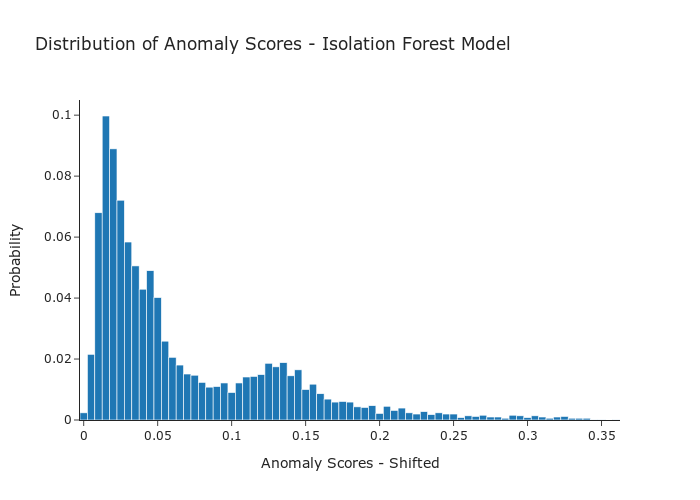 Distribution of Anomaly Scores - Isolation Forest Model
0.1
0.08
0.06
0.04
0.02
0
Probability
0 0.05 0.1 0.15 0.2 0.25 0.3 0.35
Anomaly Scores - Shifted